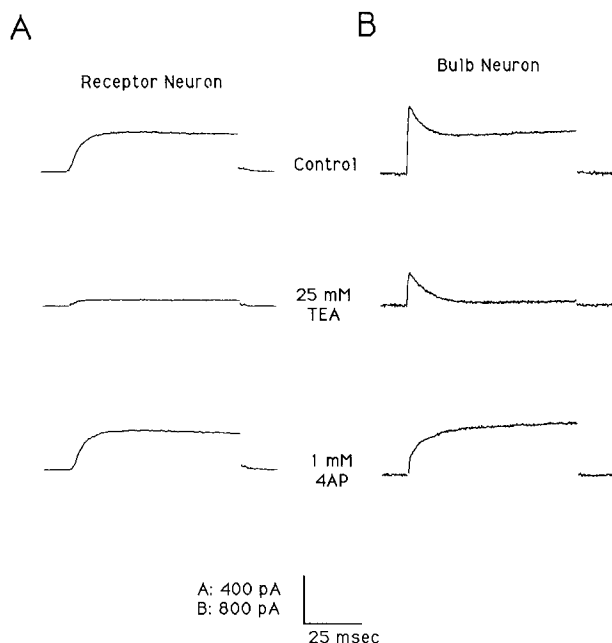 A
B
Receptor Neuron
Bulb Neuron
Control
25 mM
TEA
1 mM
4AP
A: 400 pA
B: 800 pA
25 msec